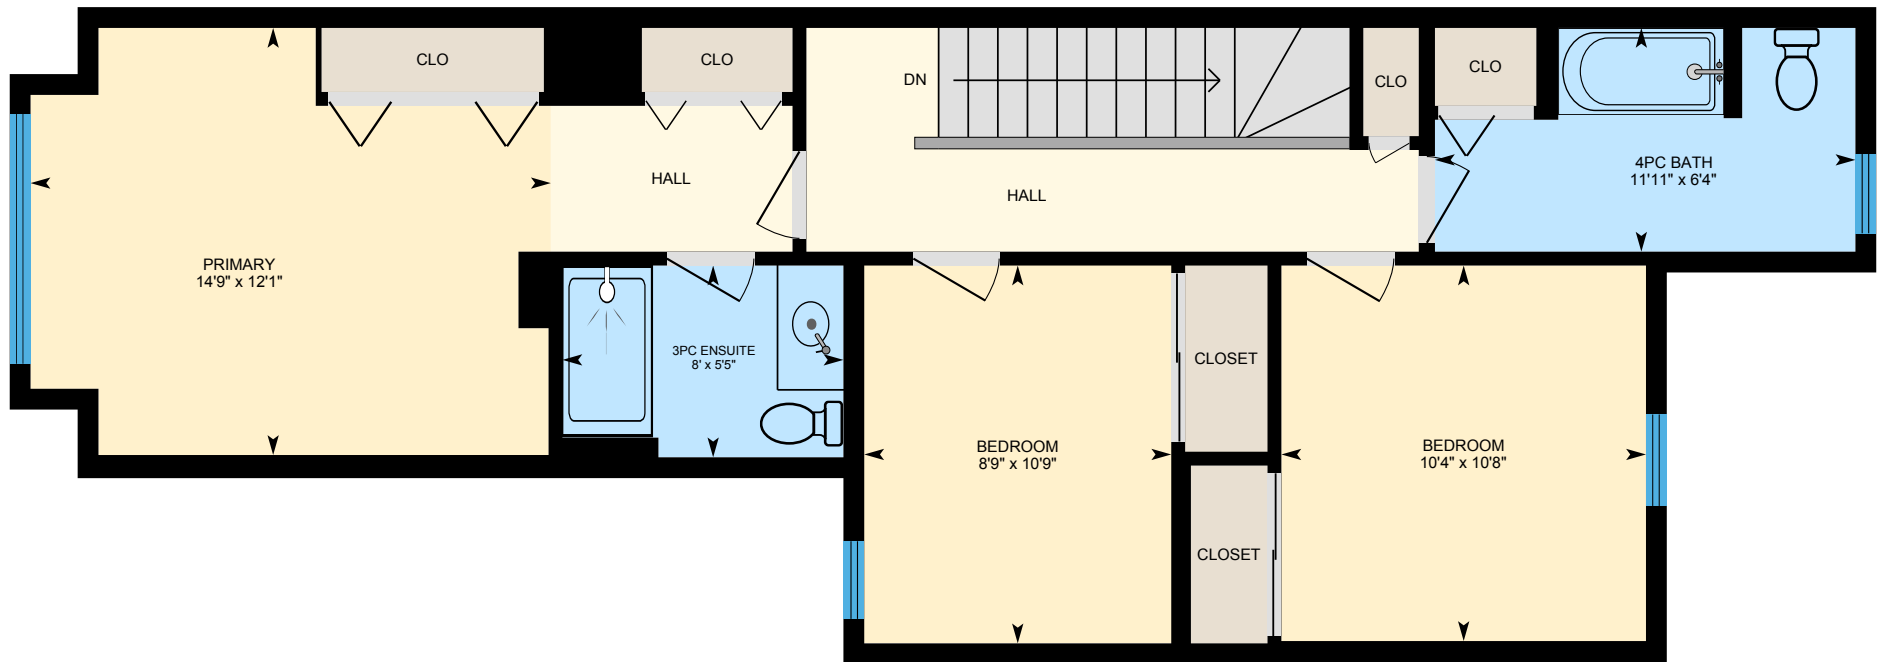 CLO
CLO
DN
CLO
CLO
HALL
HALL
4PC BATH
11'11" x 6'4"
PRIMARY
14'9" x 12'1"
3PC ENSUITE
8' x 5'5"
CLOSET
BEDROOM
8'9" x 10'9"
BEDROOM
10'4" x 10'8"
CLOSET